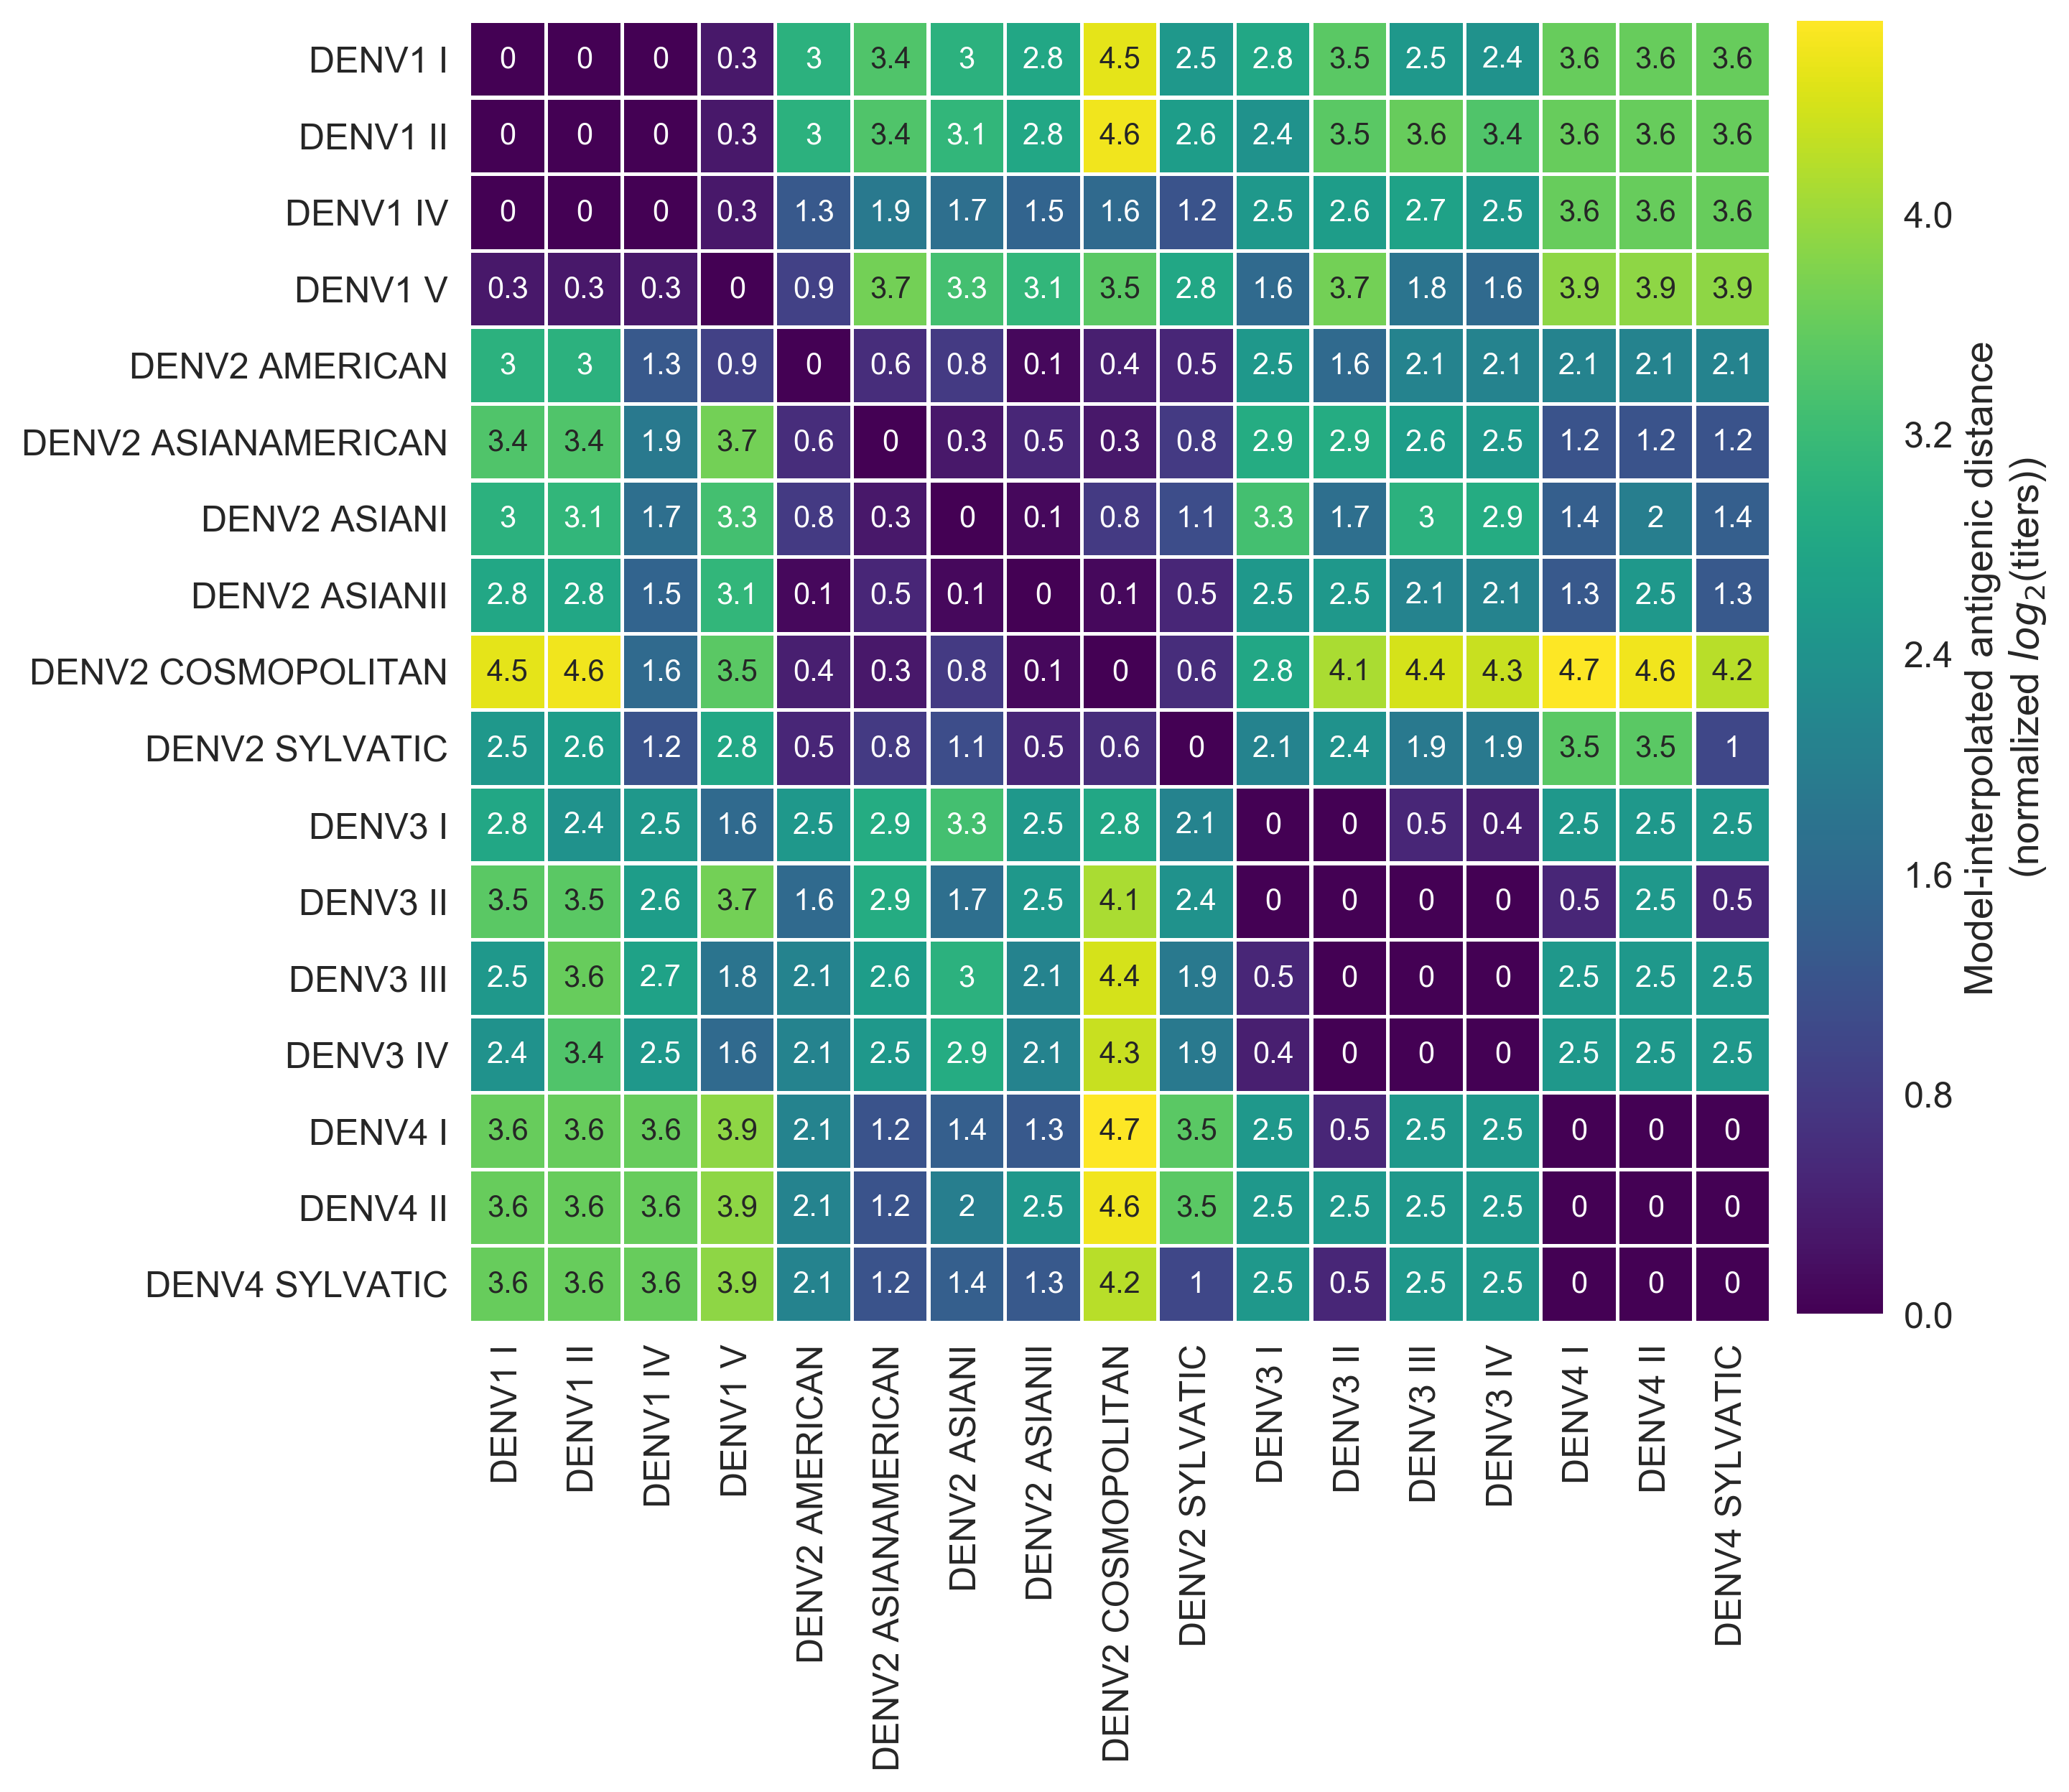 DENV1 I 0 0 0 0.3 3 3.4 3 2.8 4.5 2.5 2.8 3.5 2.5 2.4 3.6 3.6 3.6
DENV1 II 0 0 0 0.3 3 3.4 3.1 2.8 4.6 2.6 2.4 3.5 3.6 3.4 3.6 3.6 3.6
DENV1 IV 0 0 0 0.3 1.3 1.9 1.7 1.5 1.6 1.2 2.5 2.6 2.7 2.5 3.6 3.6 3.6
DENV1 V 0.3 0.3 0.3 0 0.9 3.7 3.3 3.1 3.5 2.8 1.6 3.7 1.8 1.6 3.9 3.9 3.9
DENV2 AMERICAN 3 3 1.3 0.9 0 0.6 0.8 0.1 0.4 0.5 2.5 1.6 2.1 2.1 2.1 2.1 2.1
DENV2 ASIANAMERICAN 3.4 3.4 1.9 3.7 0.6 0 0.3 0.5 0.3 0.8 2.9 2.9 2.6 2.5 1.2 1.2 1.2
DENV2 ASIANI 3 3.1 1.7 3.3 0.8 0.3 0 0.1 0.8 1.1 3.3 1.7 3 2.9 1.4 2 1.4
DENV2 ASIANII 2.8 2.8 1.5 3.1 0.1 0.5 0.1 0 0.1 0.5 2.5 2.5 2.1 2.1 1.3 2.5 1.3
DENV2 COSMOPOLITAN 4.5 4.6 1.6 3.5 0.4 0.3 0.8 0.1 0 0.6 2.8 4.1 4.4 4.3 4.7 4.6 4.2
DENV2 SYLVATIC 2.5 2.6 1.2 2.8 0.5 0.8 1.1 0.5 0.6 0 2.1 2.4 1.9 1.9 3.5 3.5 1
DENV3 I 2.8 2.4 2.5 1.6 2.5 2.9 3.3 2.5 2.8 2.1 0 0 0.5 0.4 2.5 2.5 2.5
DENV3 II 3.5 3.5 2.6 3.7 1.6 2.9 1.7 2.5 4.1 2.4 0 0 0 0 0.5 2.5 0.5
DENV3 III 2.5 3.6 2.7 1.8 2.1 2.6 3 2.1 4.4 1.9 0.5 0 0 0 2.5 2.5 2.5
DENV3 IV 2.4 3.4 2.5 1.6 2.1 2.5 2.9 2.1 4.3 1.9 0.4 0 0 0 2.5 2.5 2.5
DENV4 I 3.6 3.6 3.6 3.9 2.1 1.2 1.4 1.3 4.7 3.5 2.5 0.5 2.5 2.5 0 0 0
DENV4 II 3.6 3.6 3.6 3.9 2.1 1.2 2 2.5 4.6 3.5 2.5 2.5 2.5 2.5 0 0 0
DENV4 SYLVATIC 3.6 3.6 3.6 3.9 2.1 1.2 1.4 1.3 4.2 1 2.5 0.5 2.5 2.5 0 0 0
DENV1 I
DENV1 II
DENV1 IV
DENV1 V
DENV2 AMERICAN
DENV2 ASIANAMERICAN
DENV2 ASIANI
DENV2 ASIANII
DENV2 COSMOPOLITAN
DENV2 SYLVATIC
DENV3 I
DENV3 II
DENV3 III
DENV3 IV
DENV4 I
DENV4 II
DENV4 SYLVATIC
4.0
3.2
2.4
1.6
0.8
0.0
Model-interpolated antigenic distance
(normalized log₂(titers))